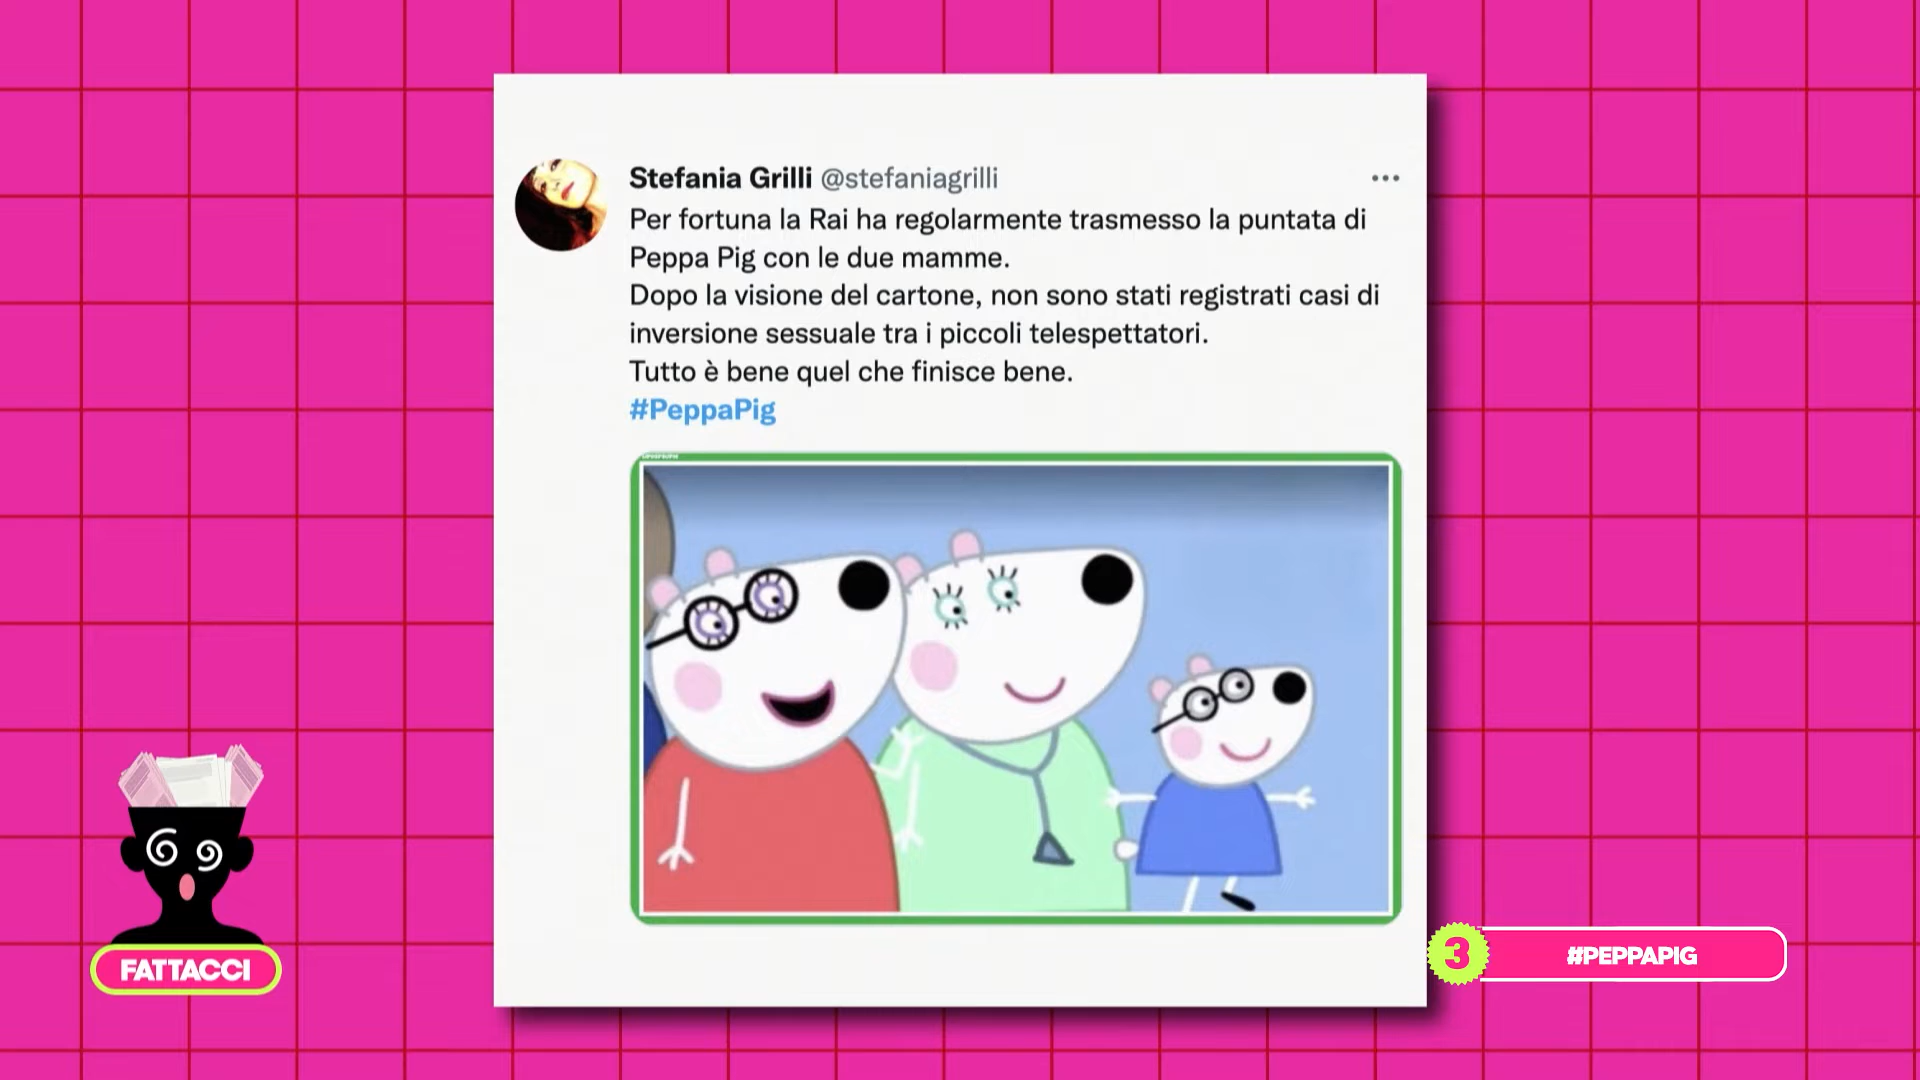 Stefania Grilli @stefaniagrilli
Per fortuna la Rai ha regolarmente trasmesso la puntata di
Peppa Pig con le due mamme.
Dopo la visione del cartone, non sono stati registrati casi di
inversione sessuale tra i piccoli telespettatori.
Tutto è bene quel che finisce bene.
#PeppaPig
FATTACCI
3 #PEPPAPIG